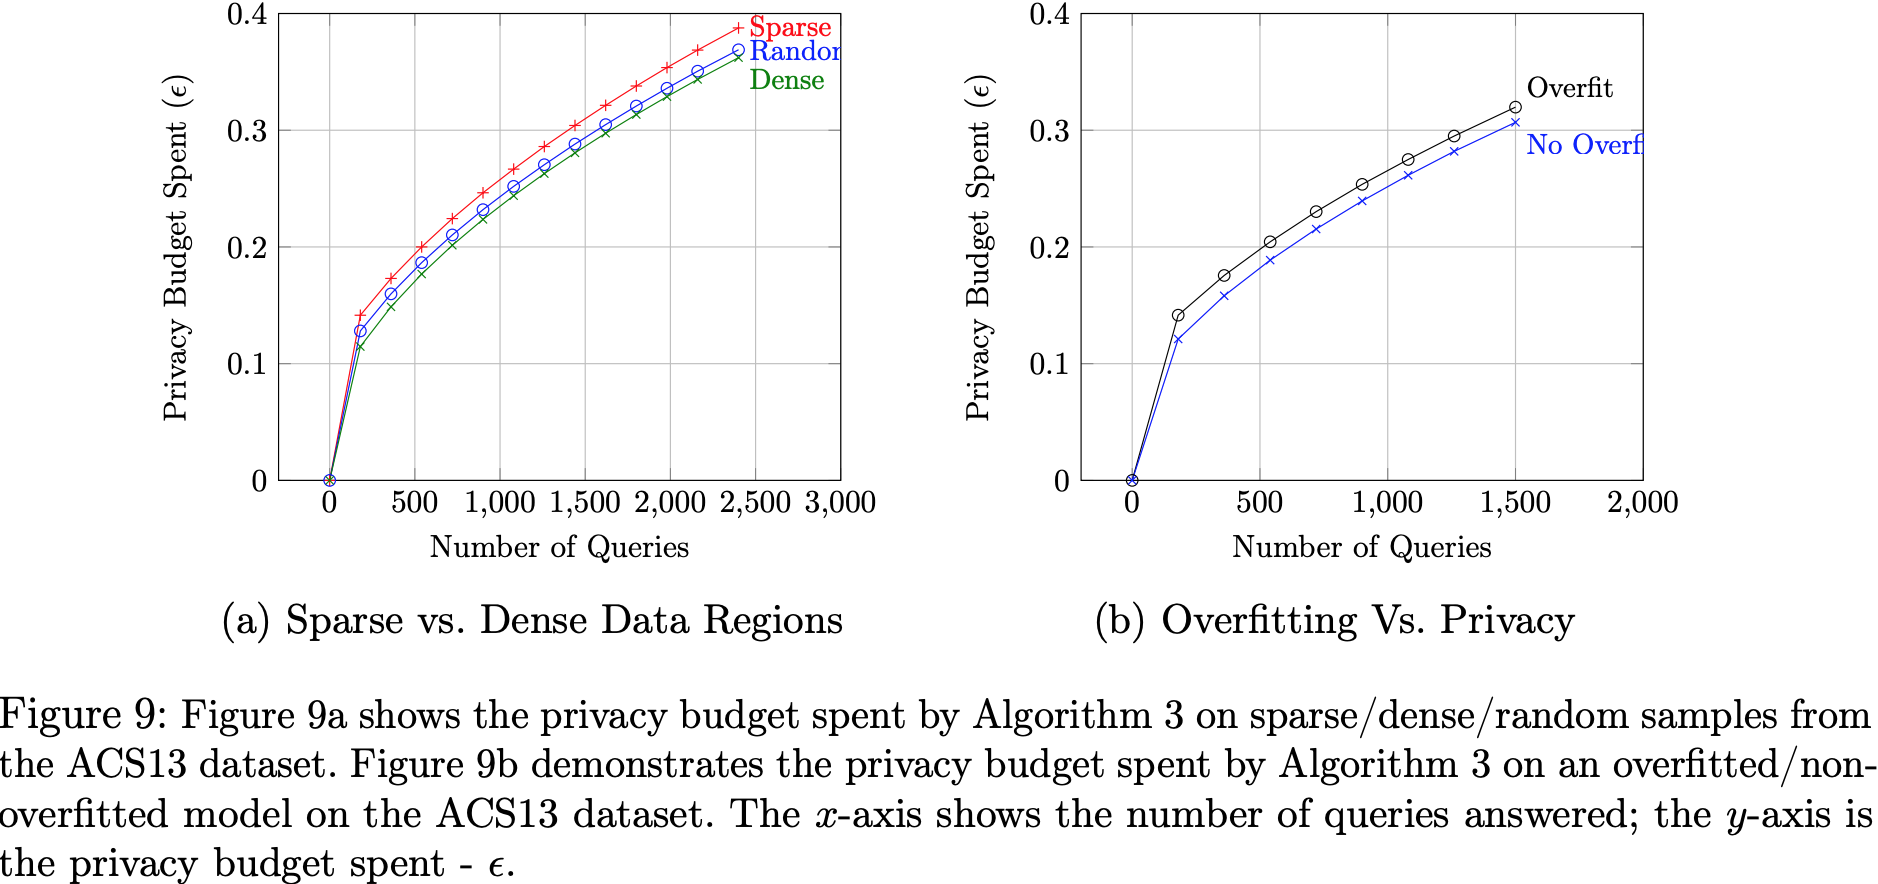 0.4
0.3
0.2
0.1
0
Privacy Budget Spent (ϵ)
Sparse
Random
Dense
0 500 1,000 1,500 2,000 2,500 3,000
Number of Queries
(a) Sparse vs. Dense Data Regions
0.4
0.3
0.2
0.1
0
Privacy Budget Spent (ϵ)
Overfit
No Overf
0 500 1,000 1,500 2,000
Number of Queries
(b) Overfitting Vs. Privacy
Figure 9: Figure 9a shows the privacy budget spent by Algorithm 3 on sparse/dense/random samples from
the ACS13 dataset. Figure 9b demonstrates the privacy budget spent by Algorithm 3 on an overfitted/non-
overfitted model on the ACS13 dataset. The x-axis shows the number of queries answered; the y-axis is
the privacy budget spent - ϵ.